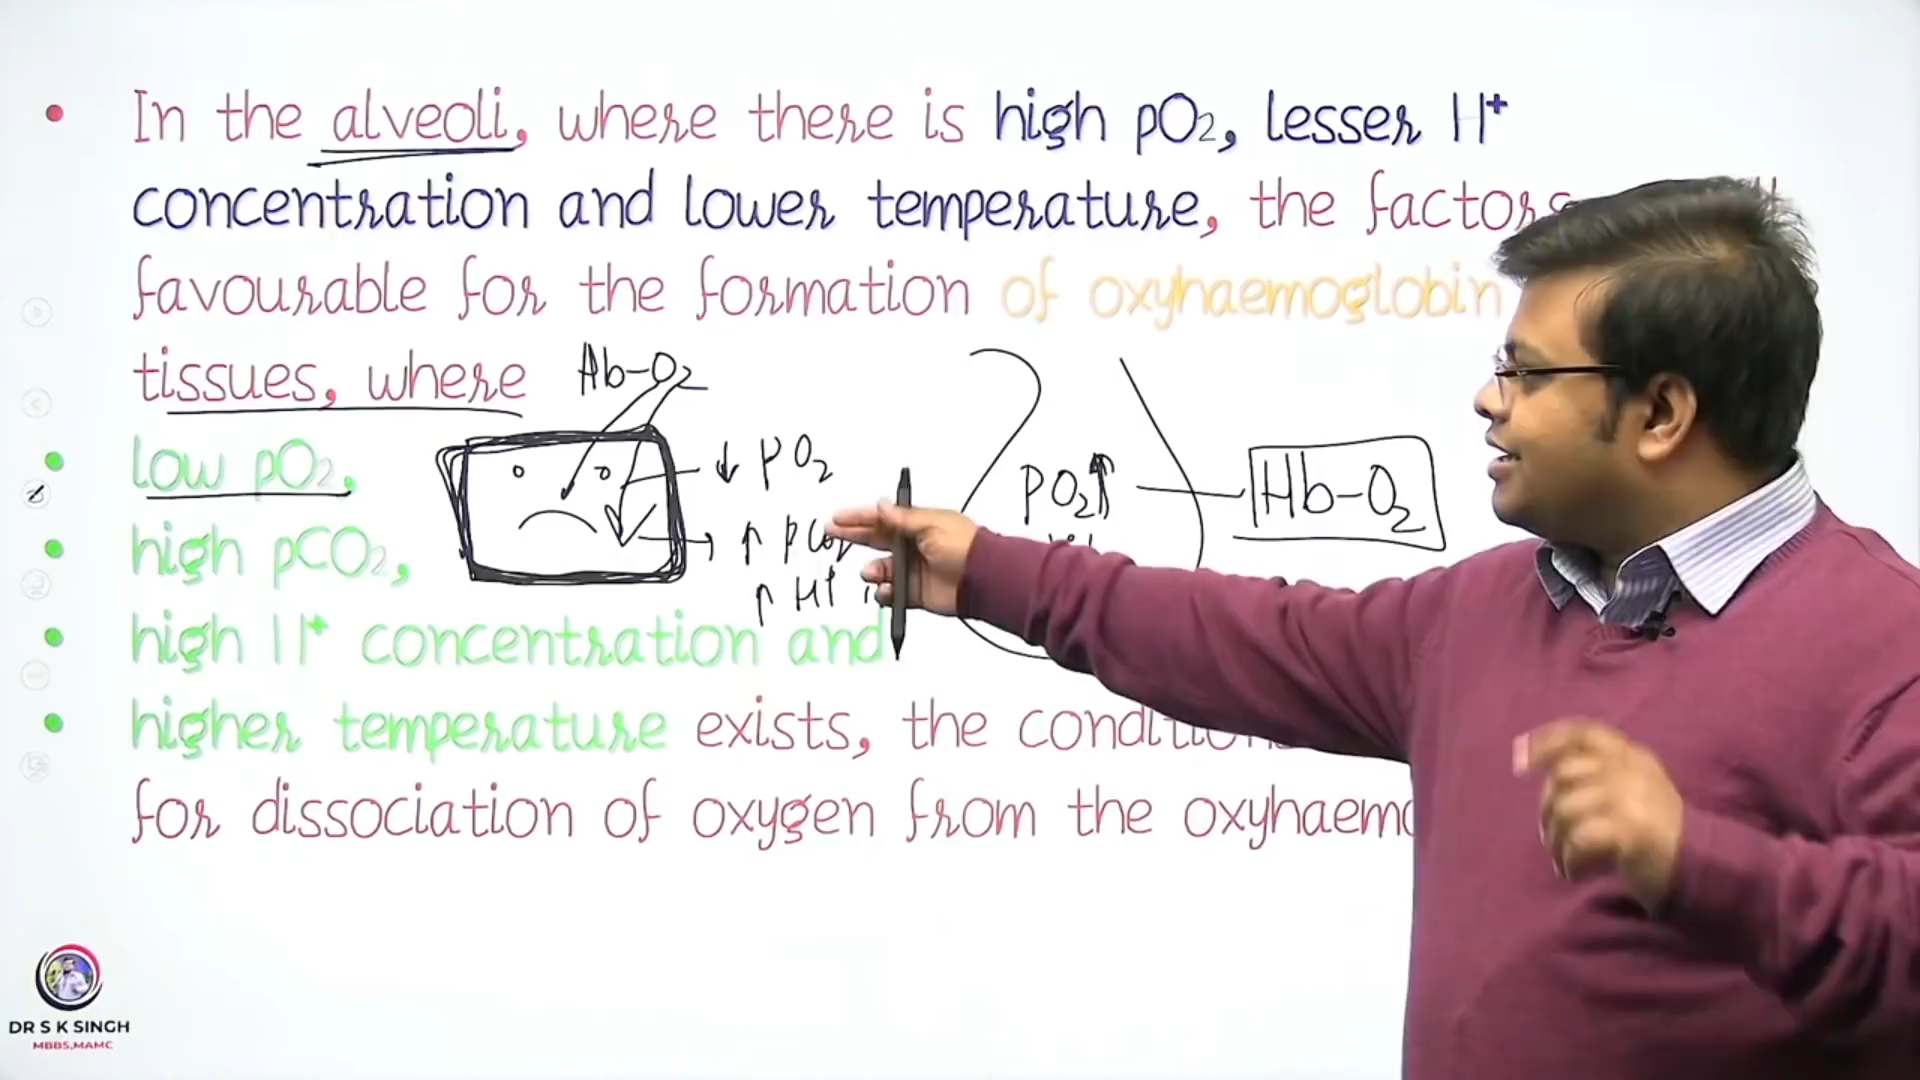 In the alveoli, where there is high pO₂, lesser H⁺
concentration and lower temperature, the factors
favourable for the formation of oxyhaemoglobin
tissues, where
Hb-O₂
low pO₂,
↓ pO₂
pO₂↑
Hb-O₂
high pCO₂,
↑ pCO₂
↑ H⁺
high H⁺ concentration and
higher temperature exists, the
for dissociation of oxygen from the
DR S K SINGH
MBBS,MAMC